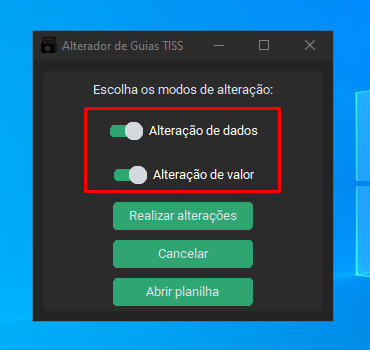 Alterador de Guias TISS
Escolha os modos de alteração:
Alteração de dados
Alteração de valor
Realizar alterações
Cancelar
Abrir planilha